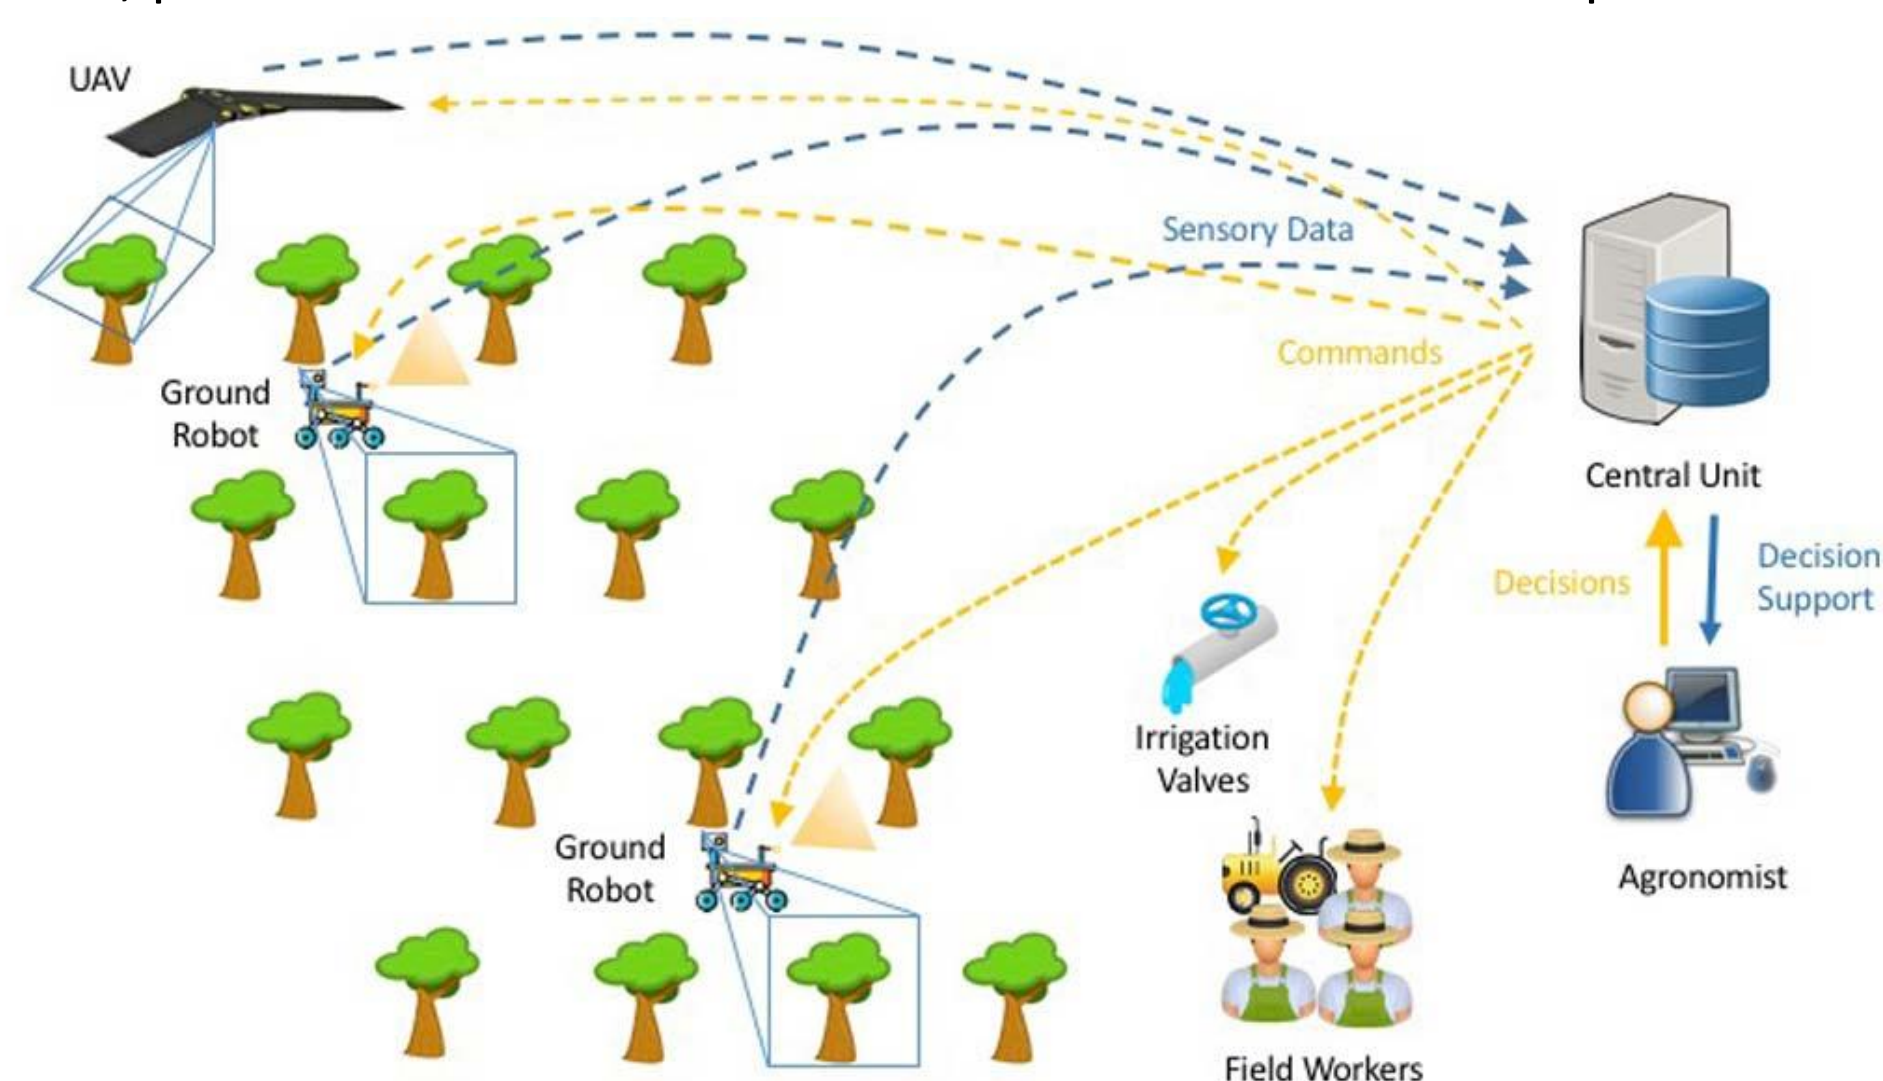 UAV
Sensory Data
Commands
Ground
Robot
Central Unit
Decisions
Decision
Support
Irrigation
Valves
Ground
Robot
Agronomist
Field Workers